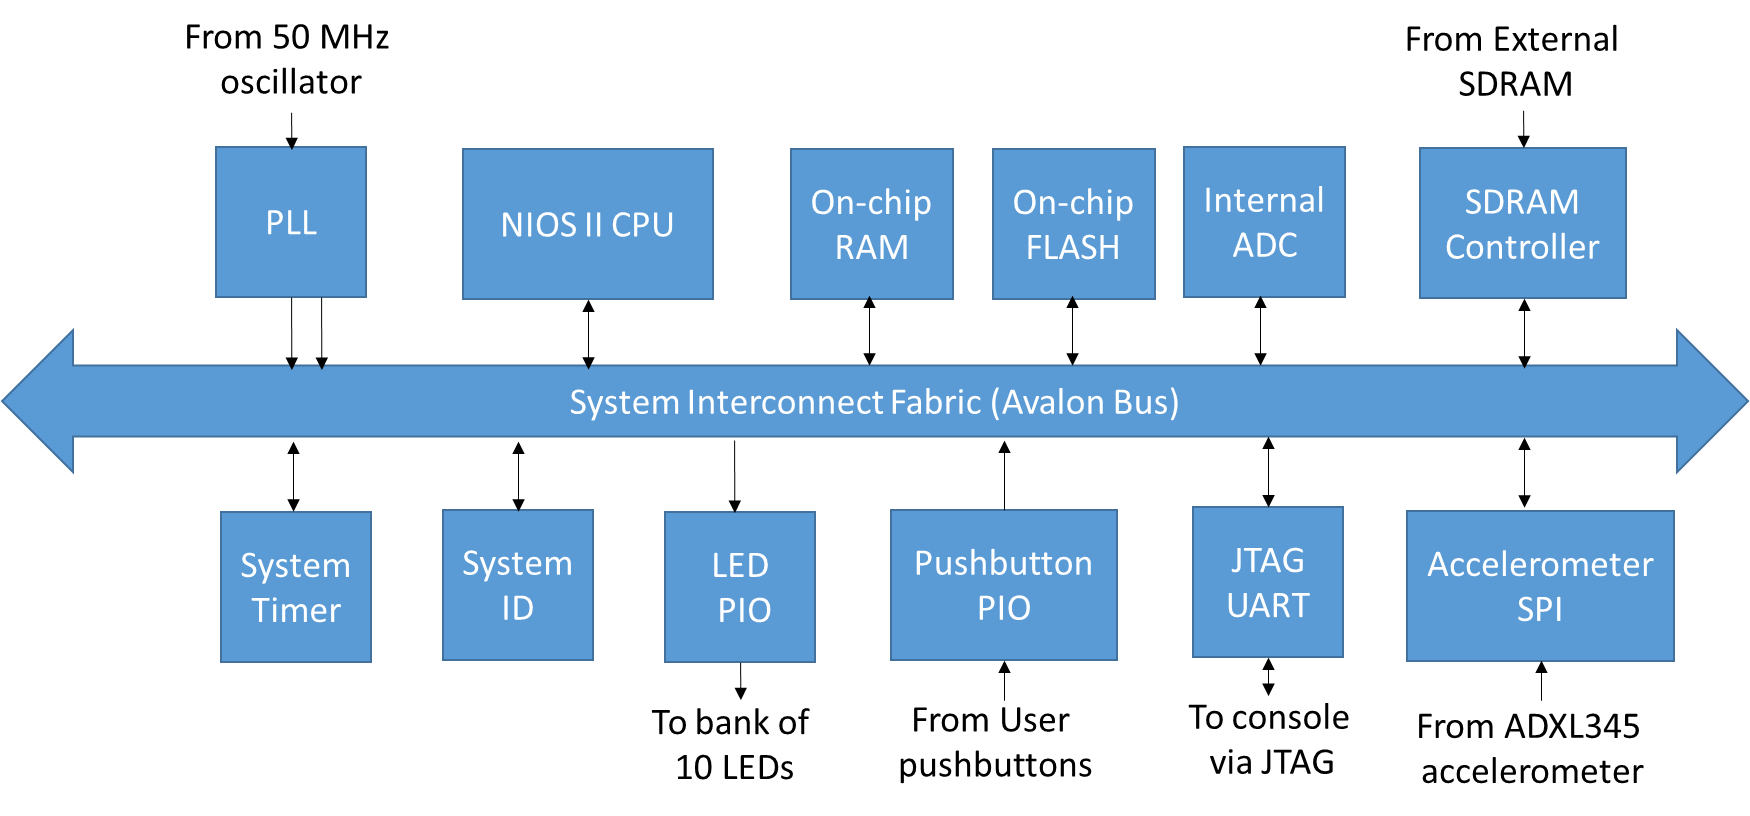 From 50 MHz
oscillator
From External
SDRAM
PLL
NIOS II CPU
On-chip
RAM
On-chip
FLASH
Internal
ADC
SDRAM
Controller
System Interconnect Fabric (Avalon Bus)
System
Timer
System
ID
LED
PIO
Pushbutton
PIO
JTAG
UART
Accelerometer
SPI
To bank of
10 LEDs
From User
pushbuttons
To console
via JTAG
From ADXL345
accelerometer